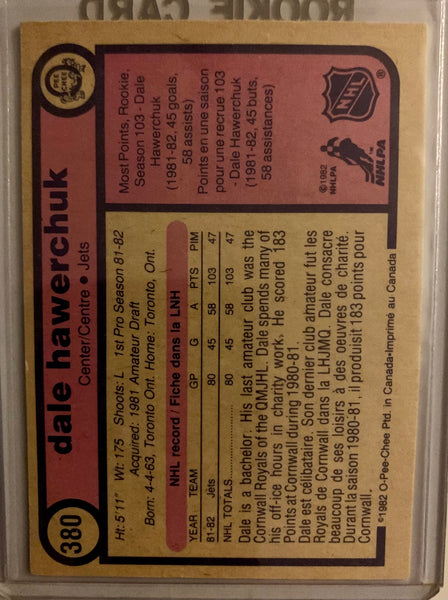 ROOKIE CARD
380
dale hawerchuk
Center/Centre • Jets
Ht: 5'11" Wt: 175 Shoots: L 1st Pro Season 81-82
Acquired: 1981 Amateur Draft
Born: 4-4-63, Toronto Ont. Home: Toronto, Ont.
NHL record / Fiche dans la LNH
YEAR TEAM GP G A PTS PIM
81-82 Jets 80 45 58 103 47
NHL TOTALS 80 45 58 103 47
Dale is a bachelor. His last amateur club was the
Cornwall Royals of the QMJHL. Dale spends many of
his off-ice hours in charity work. He scored 183
Points at Cornwall during 1980-81.
Dale est célibataire. Son dernier club amateur fut les
Royals de Cornwall dans la LHJMQ. Dale consacre
beaucoup de ses loisirs à des oeuvres de charité.
Durant la saison 1980-81, il produisit 183 points pour
Cornwall.
©1982 O-Pee-Chee Ptd. in Canada-Imprimé au Canada
O
PEE
CHEE
Most Points, Rookie,
Season 103 - Dale
Hawerchuk
(1981-82, 45 goals,
58 assists)
Points en une saison
pour une recrue 103
- Dale Hawerchuk
(1981-82, 45 buts,
58 assistances)
NHL
®
©1982
NHLPA
NHLPA